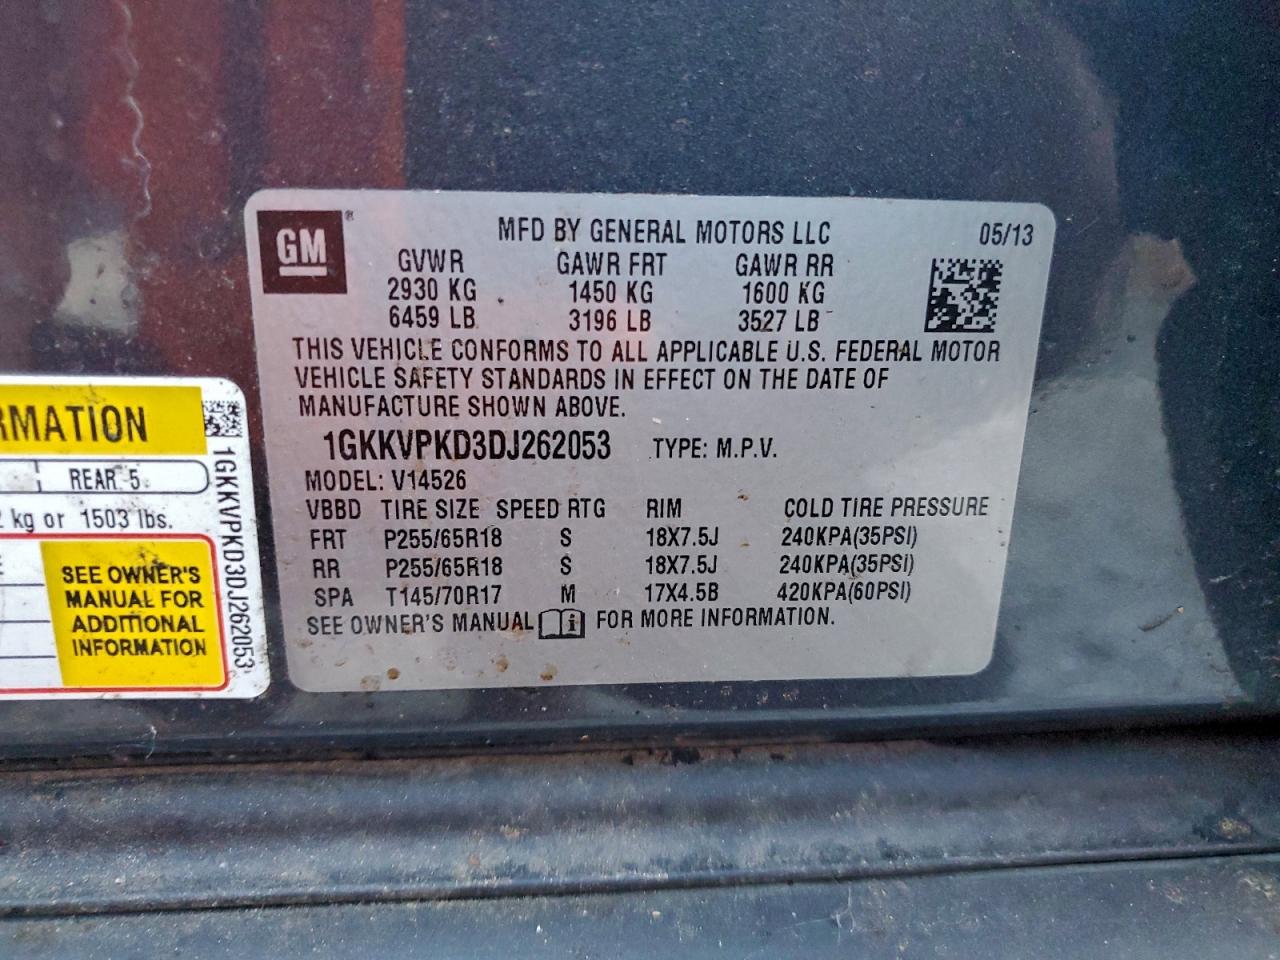 GM®
MFD BY GENERAL MOTORS LLC 05/13
GVWR GAWR FRT GAWR RR
2930 KG 1450 KG 1600 KG
6459 LB 3196 LB 3527 LB
THIS VEHICLE CONFORMS TO ALL APPLICABLE U.S. FEDERAL MOTOR
VEHICLE SAFETY STANDARDS IN EFFECT ON THE DATE OF
MANUFACTURE SHOWN ABOVE.
1GKKVPKD3DJ262053 TYPE: M.P.V.
MODEL: V14526
VBBD TIRE SIZE SPEED RTG RIM COLD TIRE PRESSURE
FRT P255/65R18 S 18X7.5J 240KPA(35PSI)
RR P255/65R18 S 18X7.5J 240KPA(35PSI)
SPA T145/70R17 M 17X4.5B 420KPA(60PSI)
SEE OWNER'S MANUAL i FOR MORE INFORMATION.
RMATION
REAR 5
kg or 1503 lbs.
SEE OWNER'S
MANUAL FOR
ADDITIONAL
INFORMATION
1GKKVPKD3DJ262053